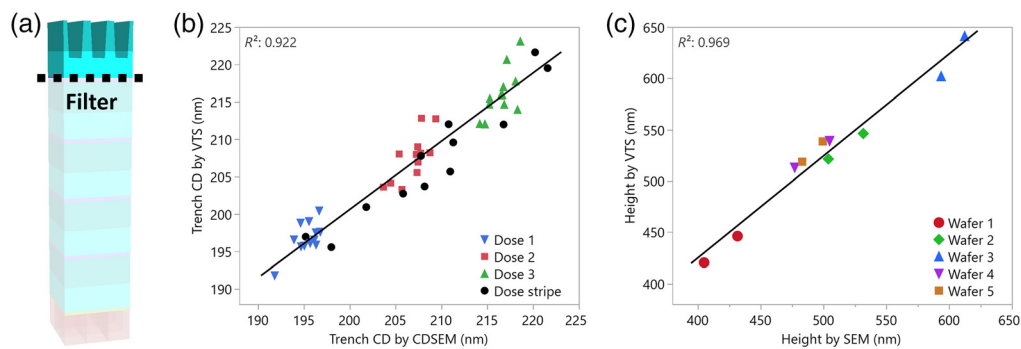 (a)
Filter
(b)
R²: 0.922
225
220
215
210
205
200
195
190
Trench CD by VTS (nm)
Dose 1
Dose 2
Dose 3
Dose stripe
190 195 200 205 210 215 220 225
Trench CD by CDSEM (nm)
(c)
R²: 0.969
650
600
550
500
450
400
Height by VTS (nm)
Wafer 1
Wafer 2
Wafer 3
Wafer 4
Wafer 5
400 450 500 550 600 650
Height by SEM (nm)